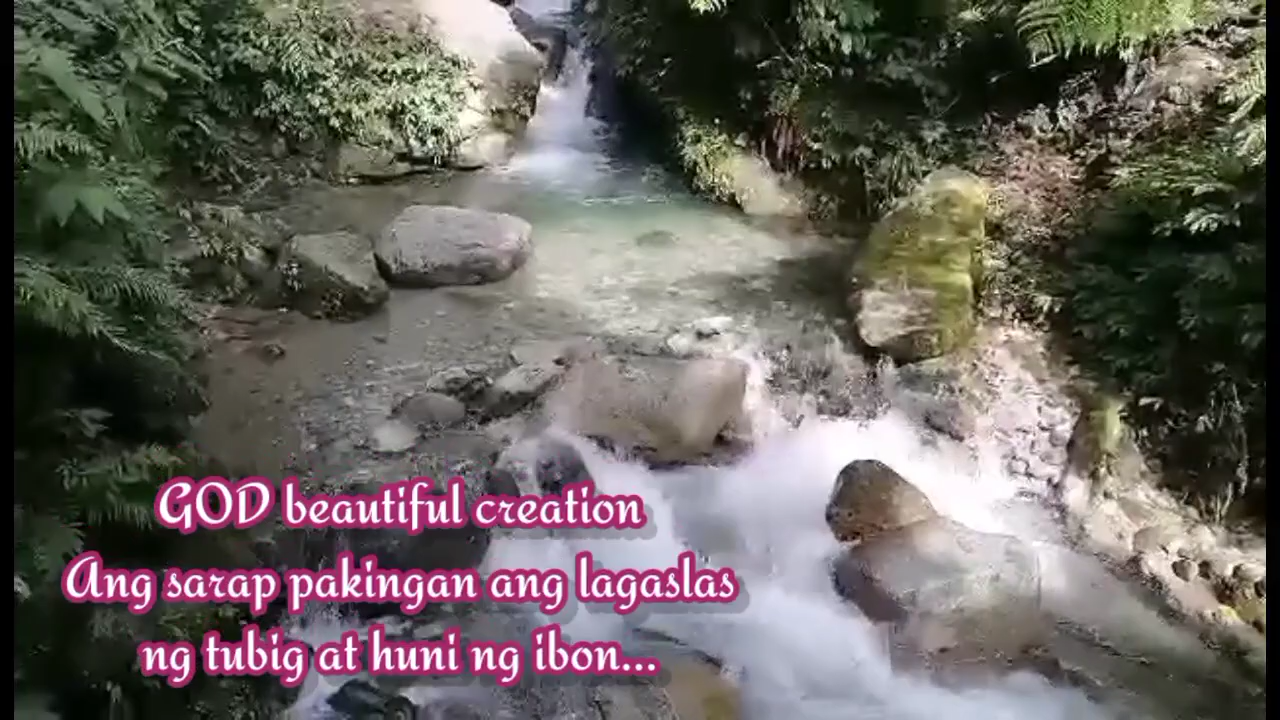 GOD beautiful creation
Ang sarap pakingan ang lagaslas
ng tubig at huni ng ibon...